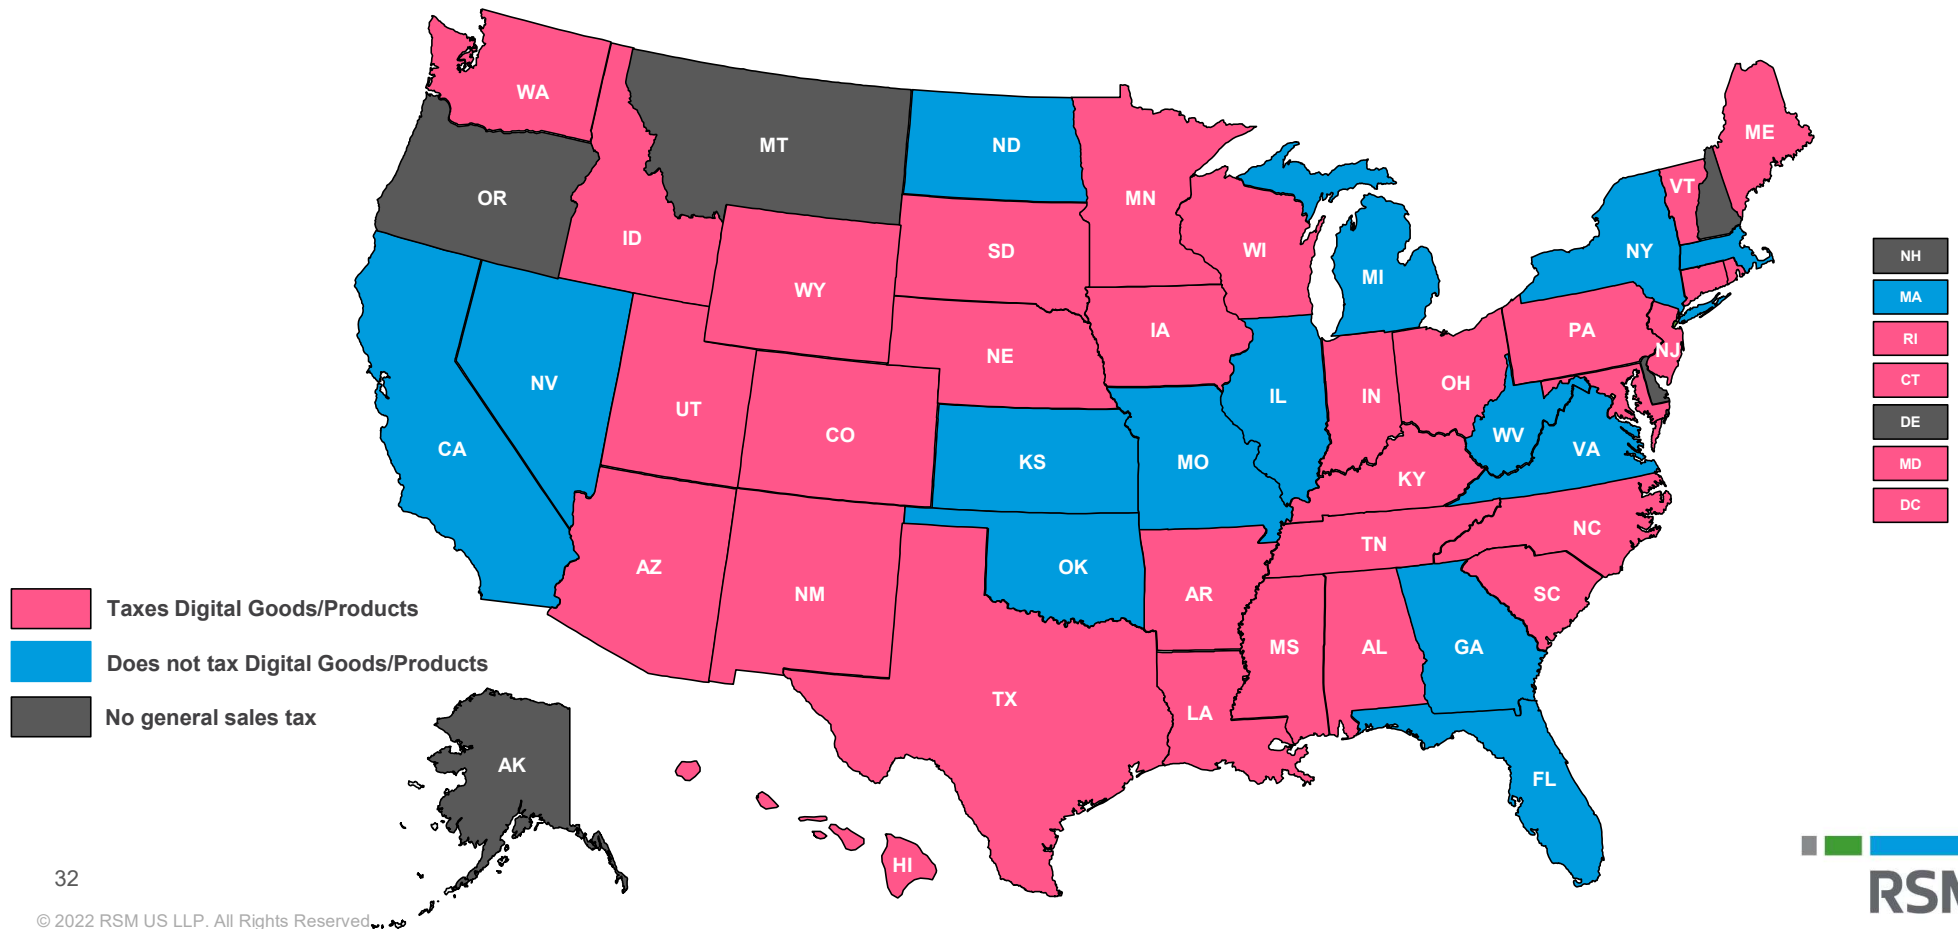 WA
MT
ND
MN
ME
VT
OR
ID
SD
WI
NY
MI
NH
WY
MA
IA
PA
RI
NE
NJ
NV
UT
CO
IL
IN
OH
CT
CA
KS
MO
WV
VA
DE
KY
MD
DC
AZ
NM
OK
TN
NC
AR
SC
MS
AL
GA
TX
LA
FL
AK
HI
Taxes Digital Goods/Products
Does not tax Digital Goods/Products
No general sales tax
32
© 2022 RSM US LLP. All Rights Reserved
RSM